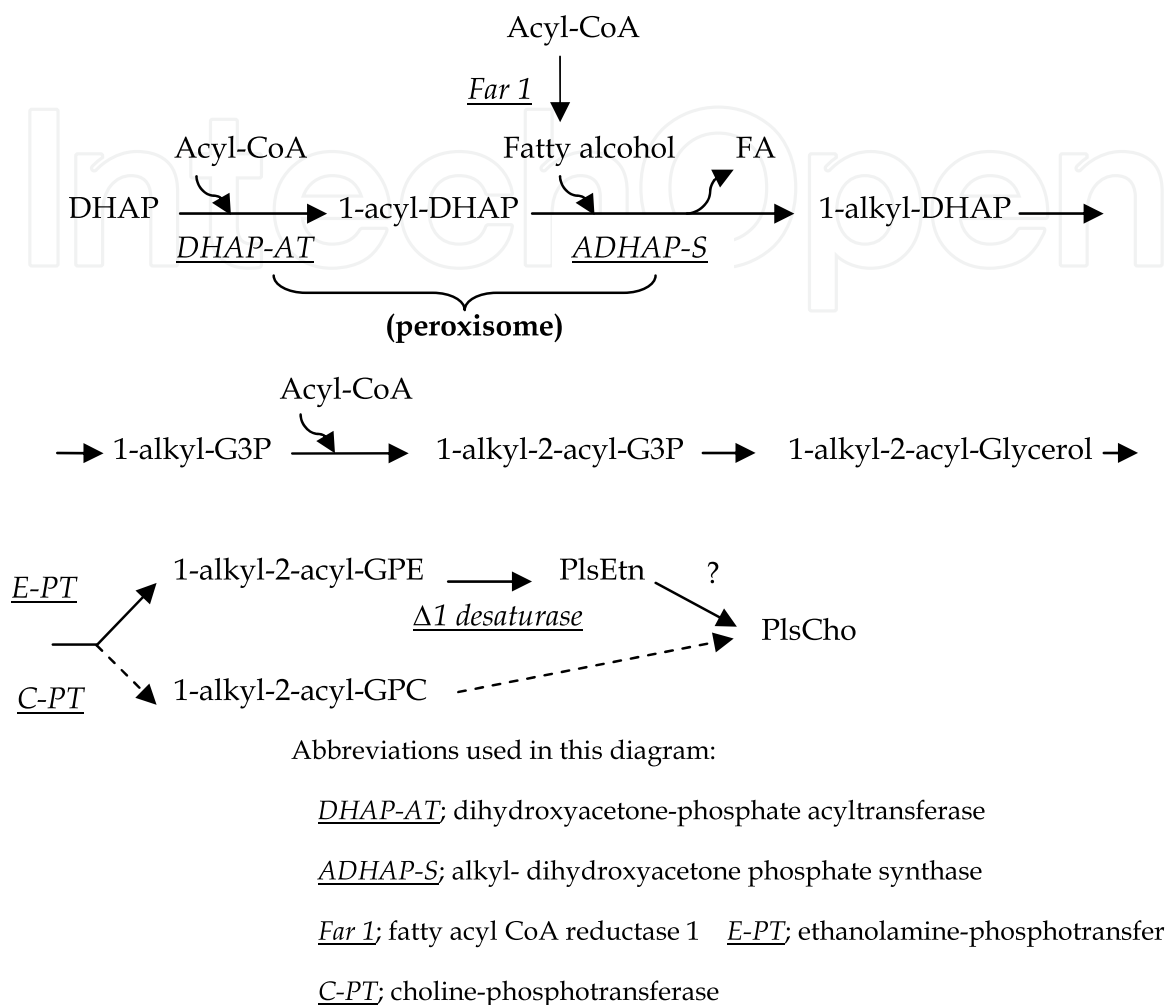 Acyl-CoA
Far 1
Acyl-CoA Fatty alcohol FA
DHAP 1-acyl-DHAP 1-alkyl-DHAP
DHAP-AT ADHAP-S
(peroxisome)
IntechOpen
Acyl-CoA
1-alkyl-G3P 1-alkyl-2-acyl-G3P 1-alkyl-2-acyl-Glycerol
E-PT 1-alkyl-2-acyl-GPE PlsEtn ?
Δ1 desaturase
PlsCho
C-PT 1-alkyl-2-acyl-GPC
Abbreviations used in this diagram:
DHAP-AT; dihydroxyacetone-phosphate acyltransferase
ADHAP-S; alkyl- dihydroxyacetone phosphate synthase
Far 1; fatty acyl CoA reductase 1 E-PT; ethanolamine-phosphotransfer
C-PT; choline-phosphotransferase